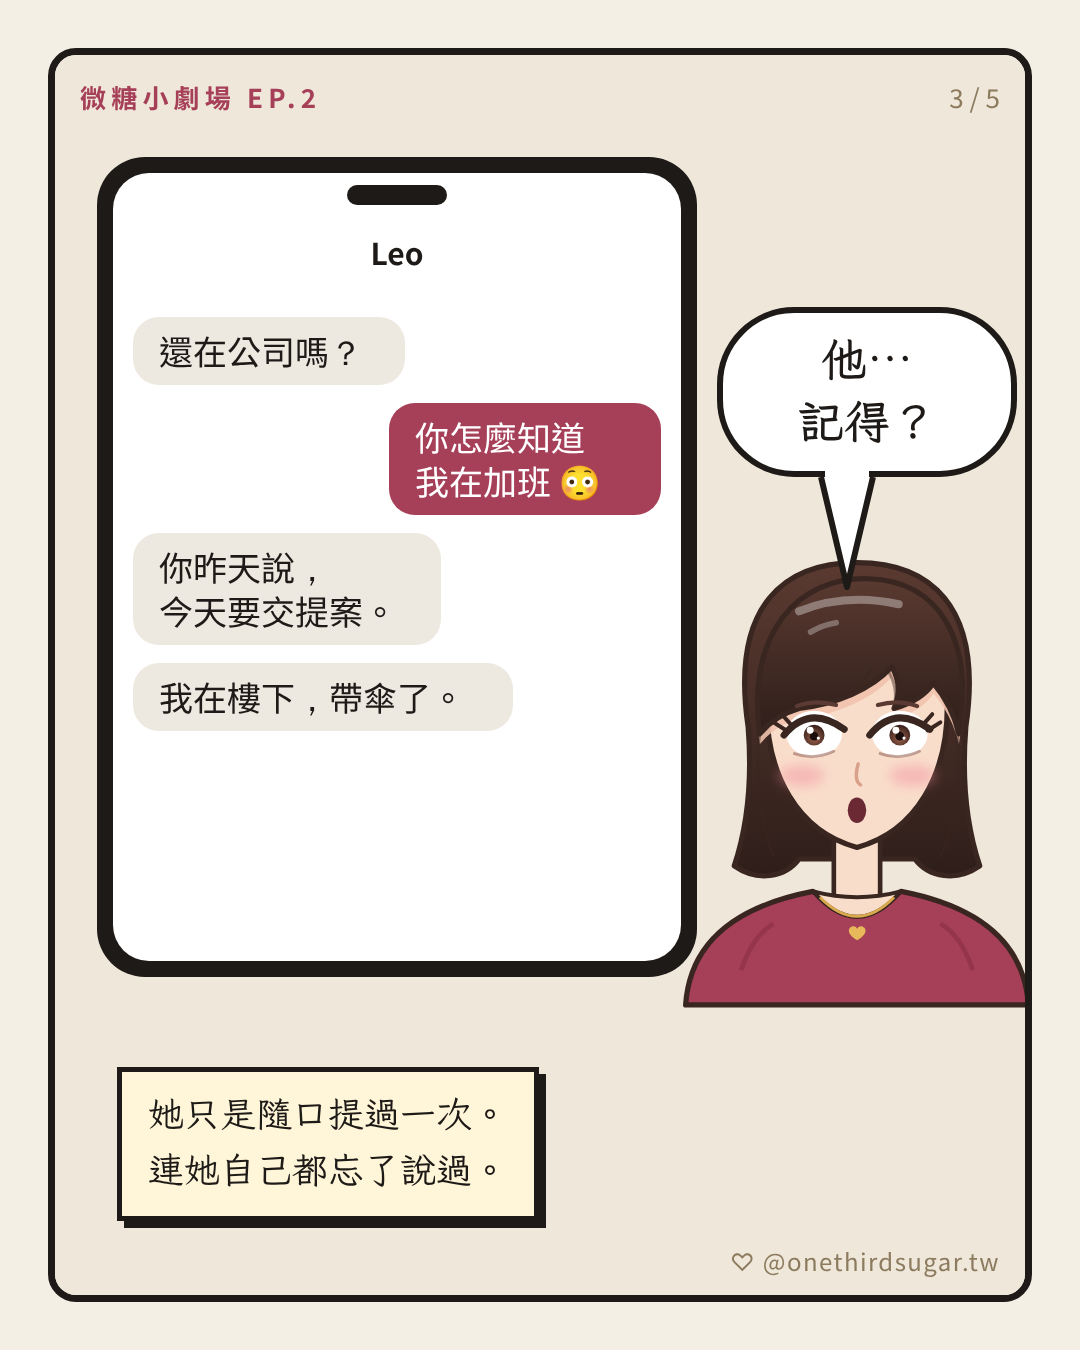 微糖小劇場 EP.2
3/5
Leo
還在公司嗎？
你怎麼知道
我在加班 😳
你昨天說，
今天要交提案。
我在樓下，帶傘了。
他⋯
記得？
她只是隨口提過一次。
連她自己都忘了說過。
♡ @onethirdsugar.tw